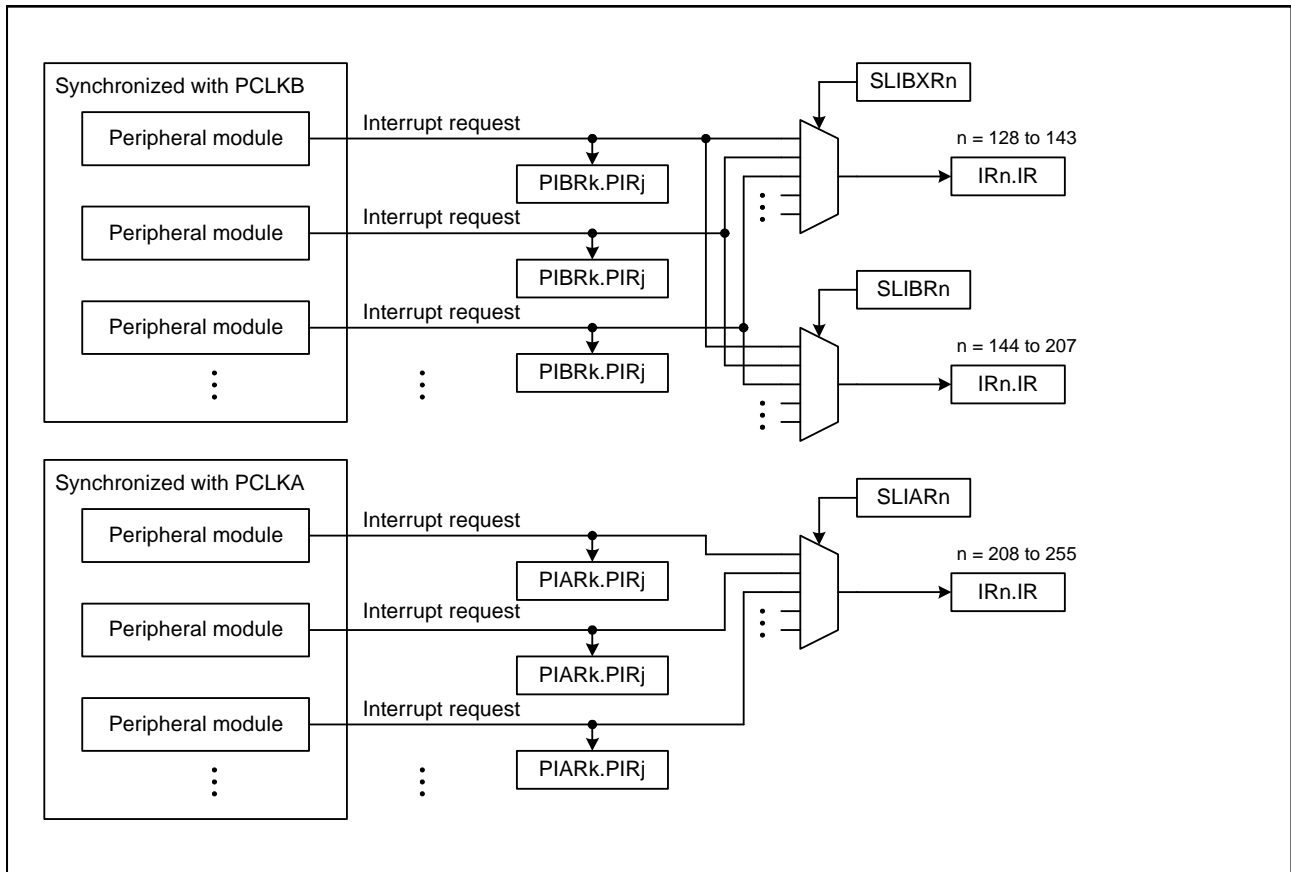 Synchronized with PCLKB
Peripheral module
Interrupt request
PIBRk.PIRj
SLIBXRn
n = 128 to 143
IRn.IR
Peripheral module
Interrupt request
PIBRk.PIRj
Peripheral module
Interrupt request
PIBRk.PIRj
SLIBRn
n = 144 to 207
IRn.IR
Synchronized with PCLKA
Peripheral module
Interrupt request
PIARk.PIRj
SLIARn
n = 208 to 255
IRn.IR
Peripheral module
Interrupt request
PIARk.PIRj
Peripheral module
Interrupt request
PIARk.PIRj